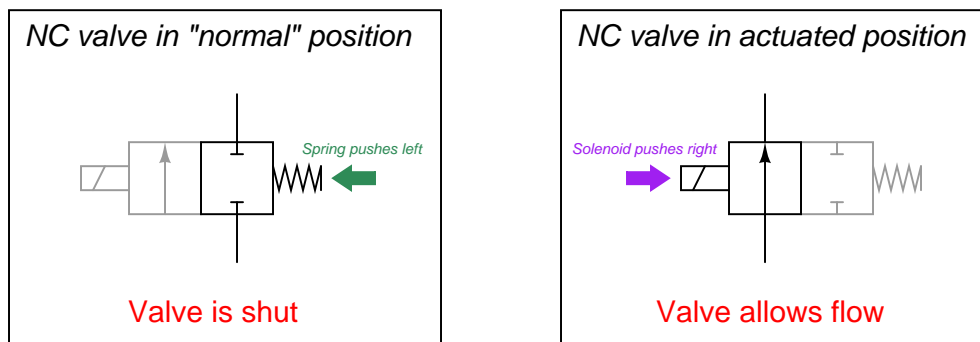 NC valve in "normal" position
Spring pushes left
Valve is shut
NC valve in actuated position
Solenoid pushes right
Valve allows flow